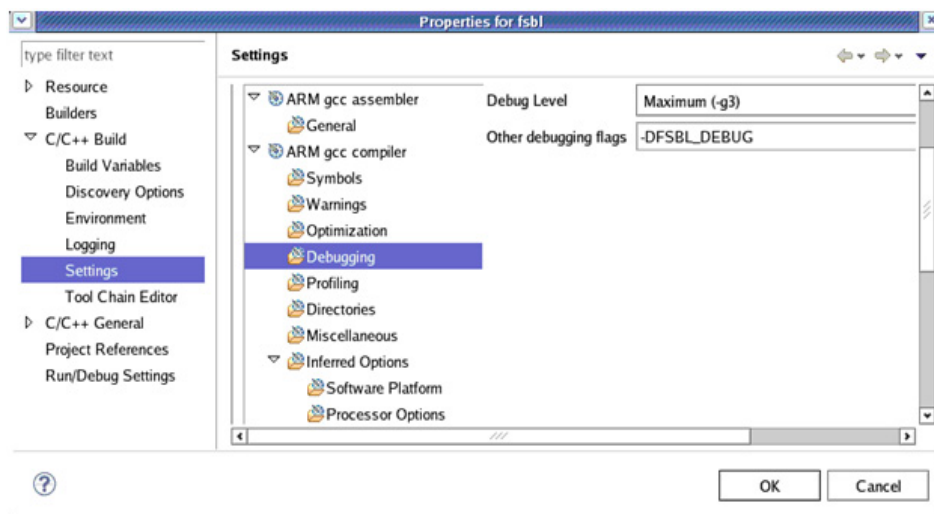 Properties for fsbl
type filter text
Resource
Builders
C/C++ Build
Build Variables
Discovery Options
Environment
Logging
Settings
Tool Chain Editor
C/C++ General
Project References
Run/Debug Settings
Settings
ARM gcc assembler
General
ARM gcc compiler
Symbols
Warnings
Optimization
Debugging
Profiling
Directories
Miscellaneous
Inferred Options
Software Platform
Processor Options
Debug Level Maximum (-g3)
Other debugging flags -DFSBL_DEBUG
?
OK Cancel